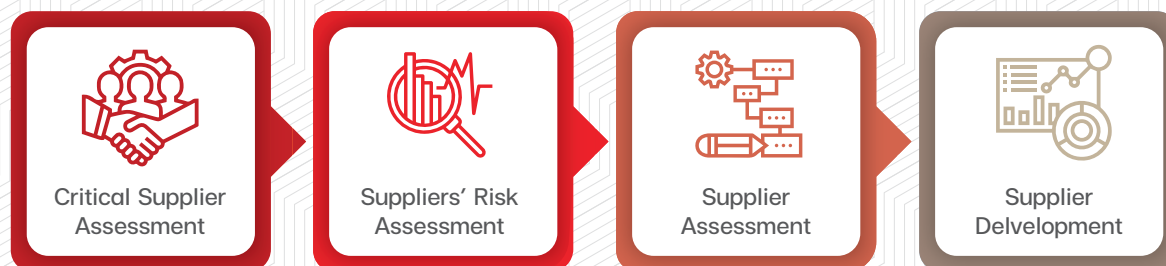 Critical Supplier
Assessment
Suppliers’ Risk
Assessment
Supplier
Assessment
Supplier
Delvelopment